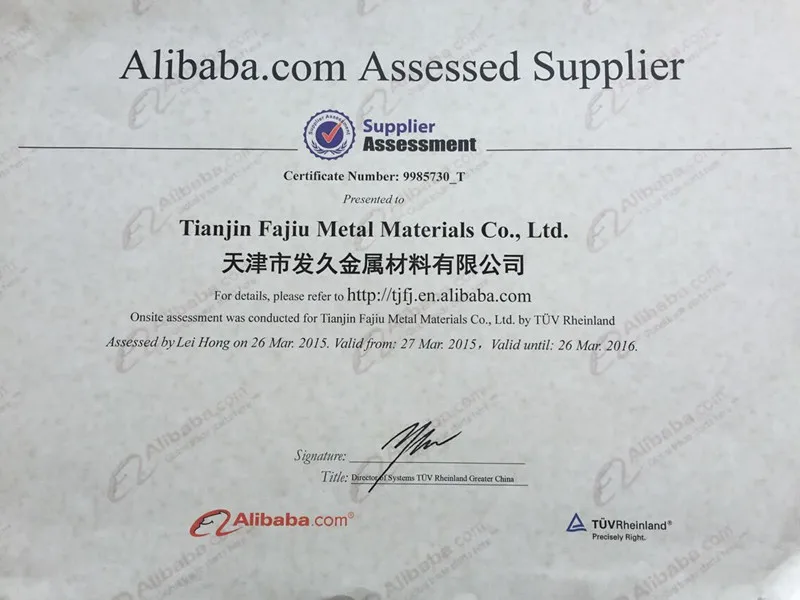 Alibaba.com Assessed Supplier
Supplier Assessment
Supplier
Assessment
Certificate Number: 9985730_T
Presented to
Tianjin Fajiu Metal Materials Co., Ltd.
天津市发久金属材料有限公司
For details, please refer to http://tjfj.en.alibaba.com
Onsite assessment was conducted for Tianjin Fajiu Metal Materials Co., Ltd. by TÜV Rheinland
Assessed by Lei Hong on 26 Mar. 2015. Valid from: 27 Mar. 2015，Valid until: 26 Mar. 2016.
Signature:
Title: Director of Systems TÜV Rheinland Greater China
Alibaba.com®
TÜVRheinland®
Precisely Right.